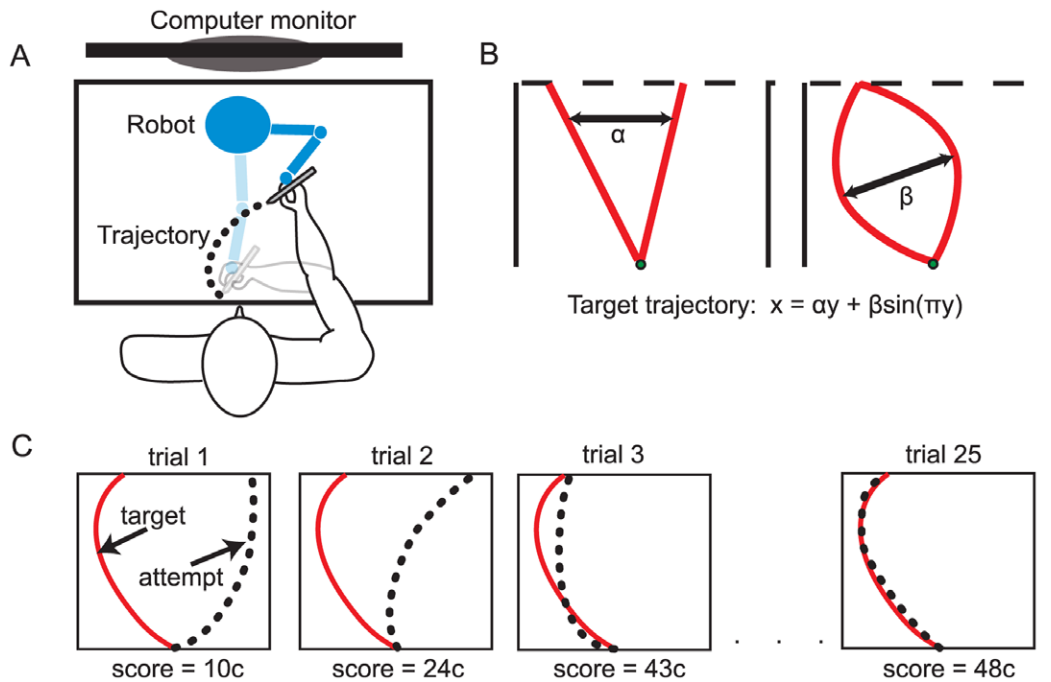 A
Computer monitor
Robot
Trajectory
B
α
β
Target trajectory: x = αy + βsin(πy)
C
trial 1
trial 2
trial 3
trial 25
target
attempt
. . .
score = 10c
score = 24c
score = 43c
score = 48c